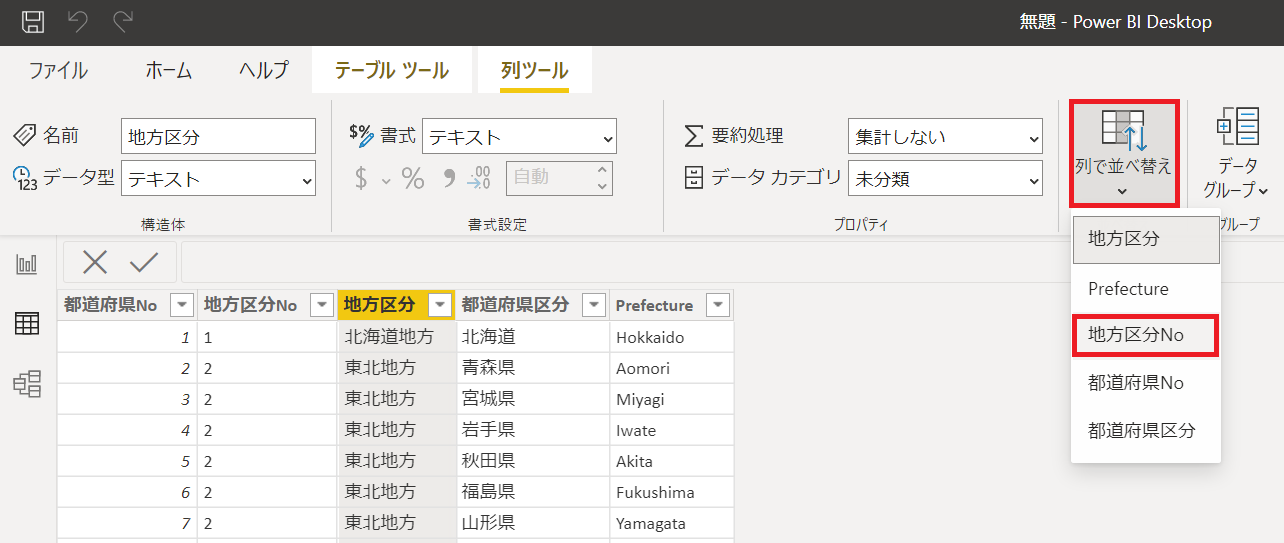 無題 - Power BI Desktop
ファイル ホーム ヘルプ テーブル ツール 列ツール
名前 地方区分
データ型 テキスト
構造体
$% 書式 テキスト
$ % 9 .00 自動
書式設定
Σ 要約処理 集計しない
データ カテゴリ 未分類
プロパティ
列で並べ替え
データ
グループ
グループ
地方区分
Prefecture
地方区分No
都道府県No
都道府県区分
都道府県No 地方区分No 地方区分 都道府県区分 Prefecture
1 1 北海道地方 北海道 Hokkaido
2 2 東北地方 青森県 Aomori
3 2 東北地方 宮城県 Miyagi
4 2 東北地方 岩手県 Iwate
5 2 東北地方 秋田県 Akita
6 2 東北地方 福島県 Fukushima
7 2 東北地方 山形県 Yamagata